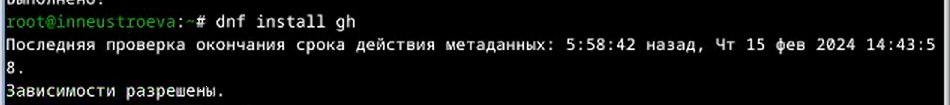 Выполнено.
root@inneustroeva:~# dnf install gh
Последняя проверка окончания срока действия метаданных: 5:58:42 назад, Чт 15 фев 2024 14:43:5
8.
Зависимости разрешены.